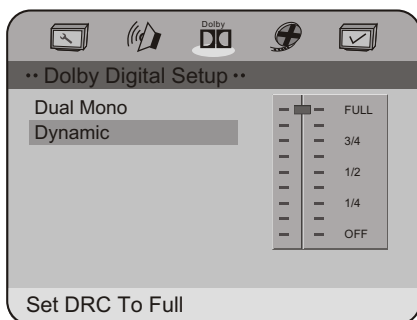 Dolby
·· Dolby Digital Setup ··
Dual Mono
Dynamic
FULL
3/4
1/2
1/4
OFF
Set DRC To Full